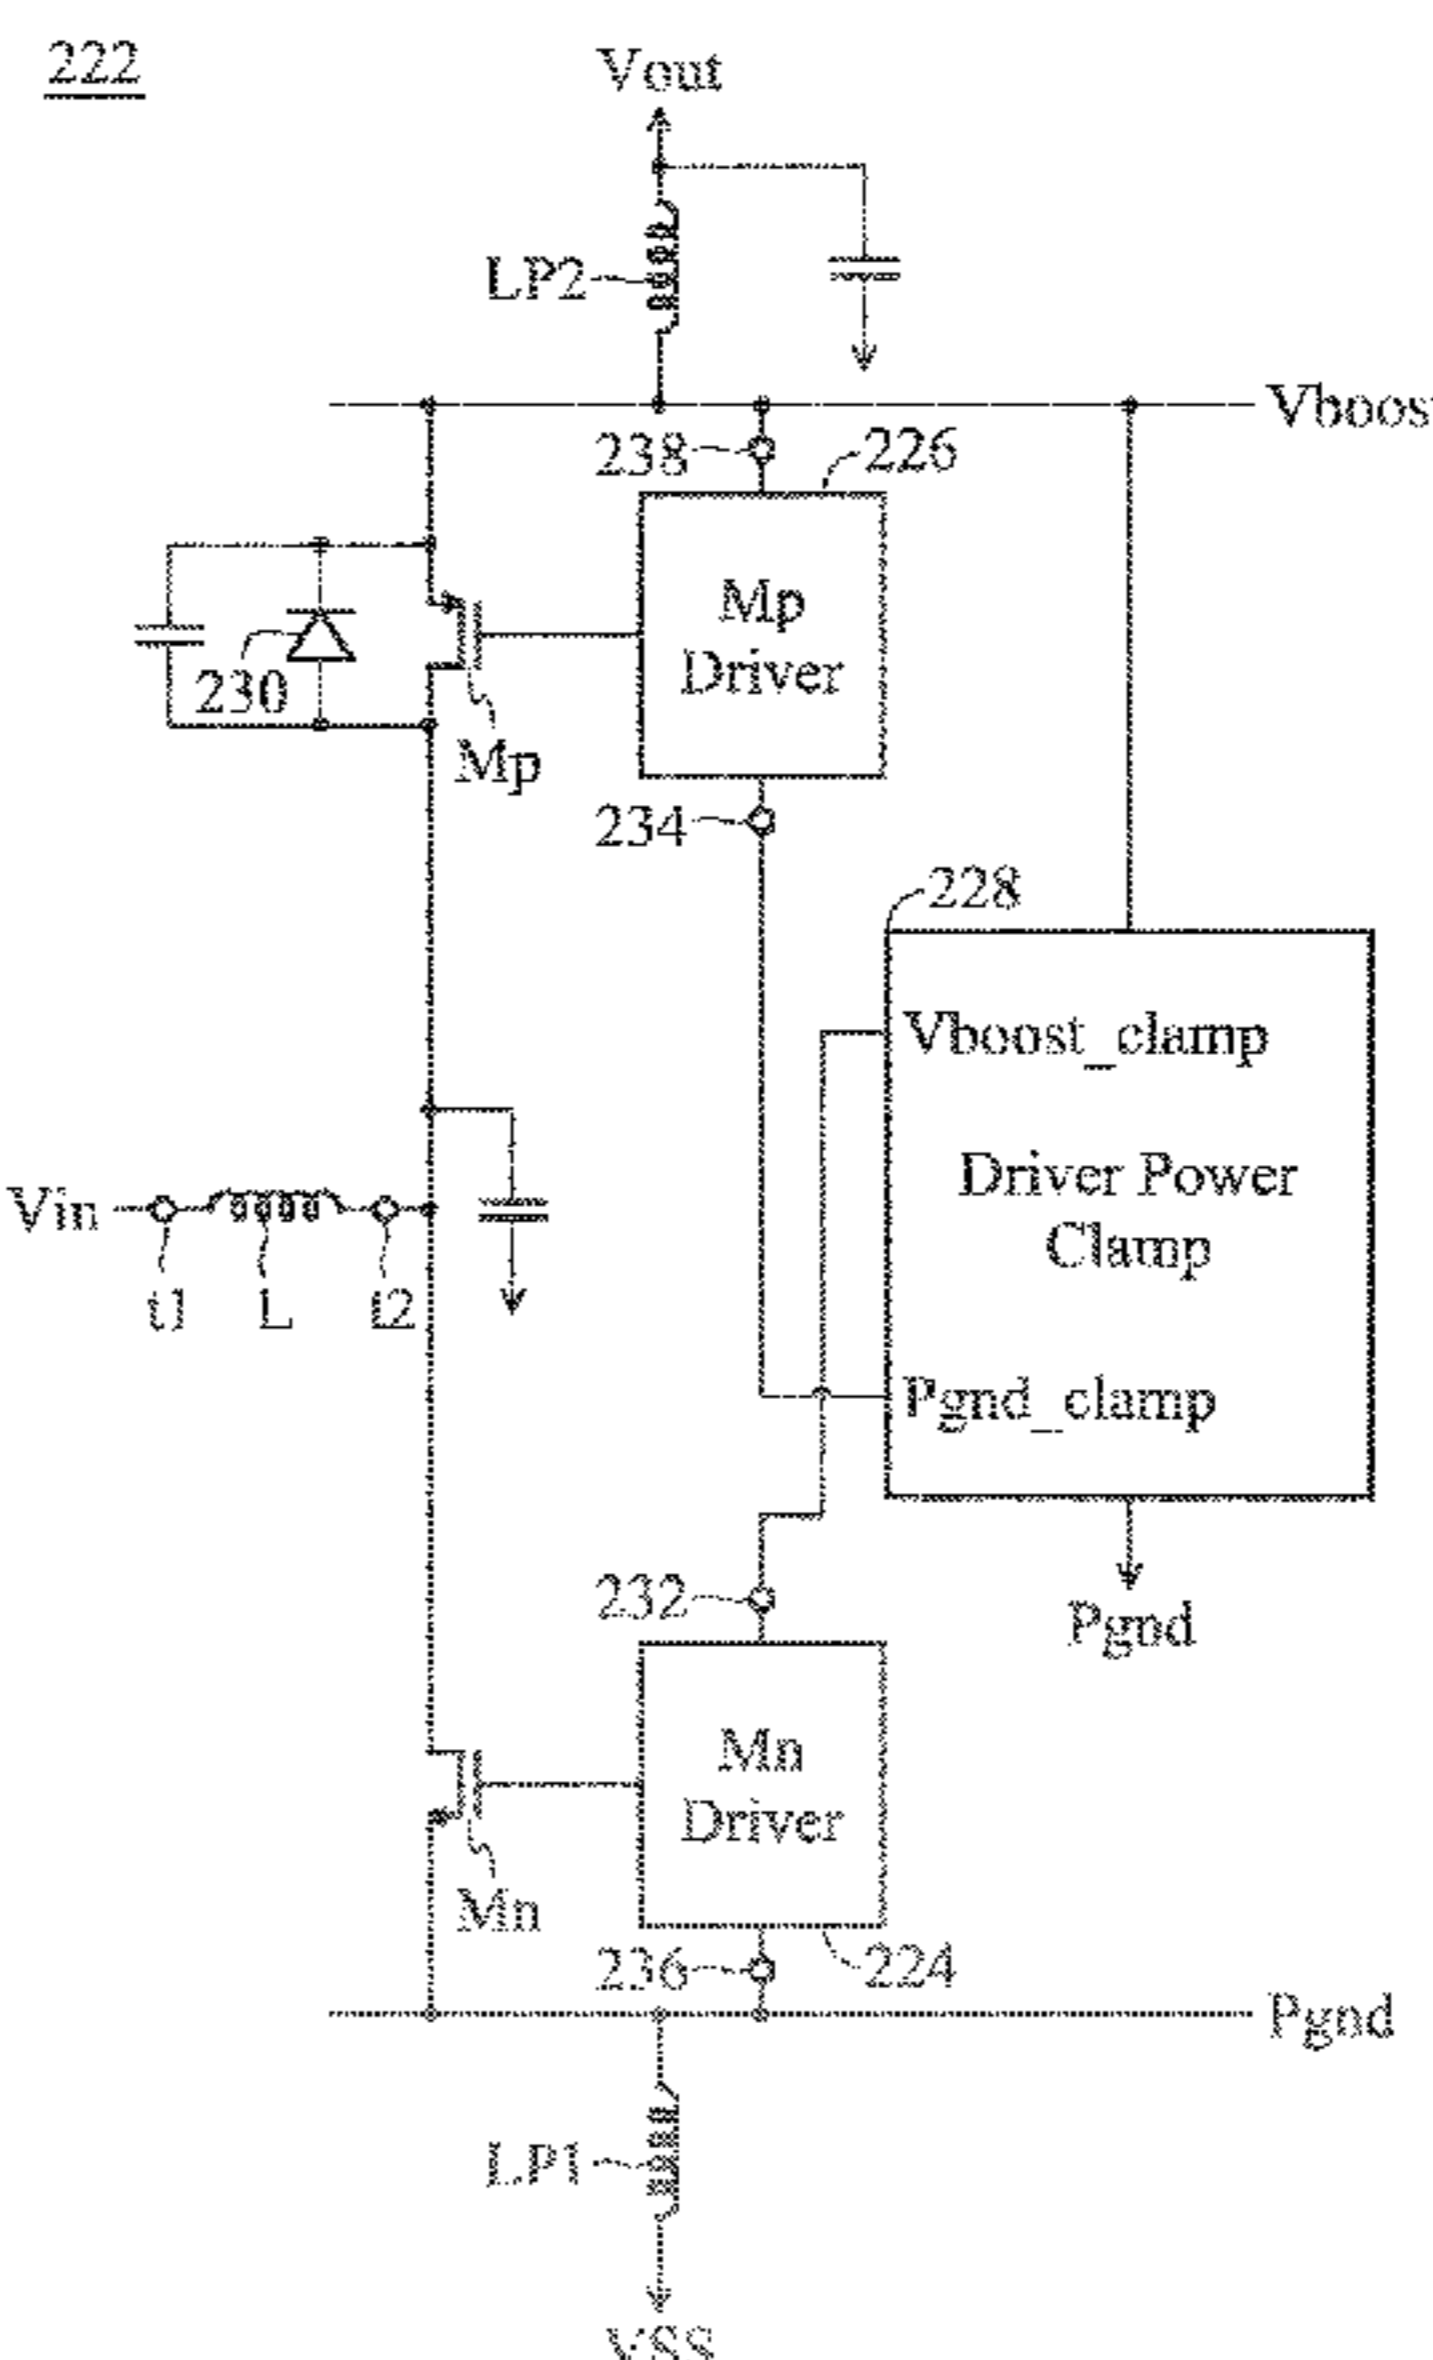 222
Vout
LP2
Vboost
238
226
Mp
Driver
230
Mp
234
228
Vboost_clamp
Driver Power
Clamp
Vin
t1
L
t2
Pgnd_clamp
232
Pgnd
Mn
Driver
Mn
236
224
Pgnd
LP1
VSS